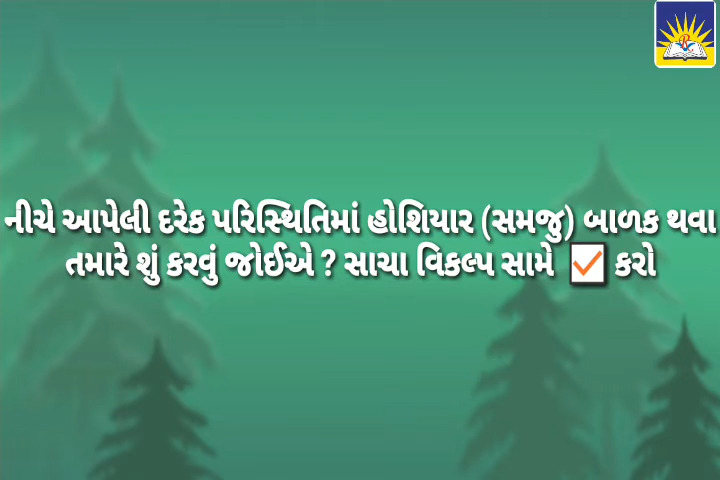 નીચે આપેલી દરેક પરિસ્થિતિમાં હોશિયાર (સમજુ) બાળક થવા
તમારે શું કરવું જોઈએ ? સાચા વિકલ્પ સામે ☑ કરો